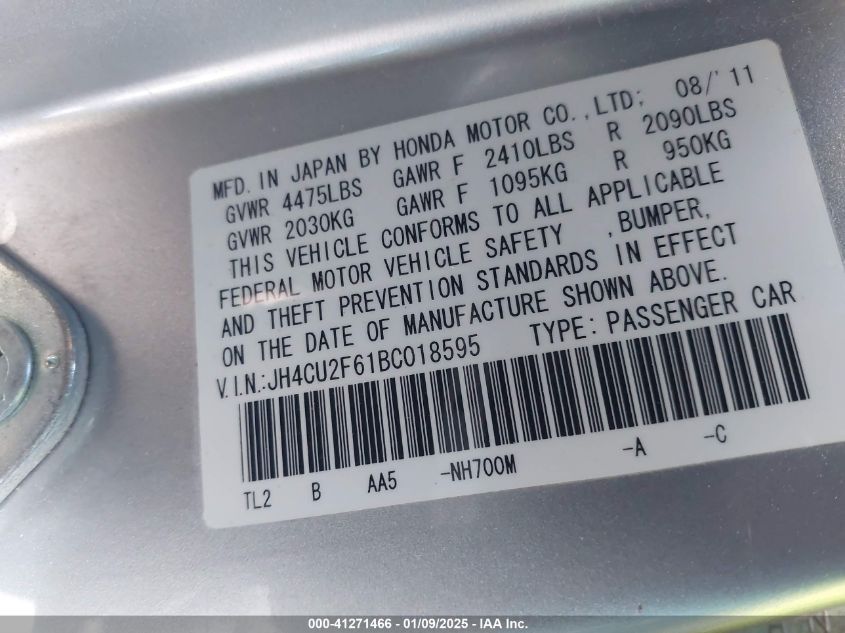 MFD. IN JAPAN BY HONDA MOTOR CO.,LTD; 08/'11
GVWR 4475LBS GAWR F 2410LBS R 2090LBS
GVWR 2030KG GAWR F 1095KG R 950KG
THIS VEHICLE CONFORMS TO ALL APPLICABLE
FEDERAL MOTOR VEHICLE SAFETY ,BUMPER,
AND THEFT PREVENTION STANDARDS IN EFFECT
ON THE DATE OF MANUFACTURE SHOWN ABOVE.
V.I.N.:JH4CU2F61BC018595 TYPE: PASSENGER CAR
TL2 B AA5 -NH700M -A -C
000-41271466 | 01/09/2025 | IAA Inc.